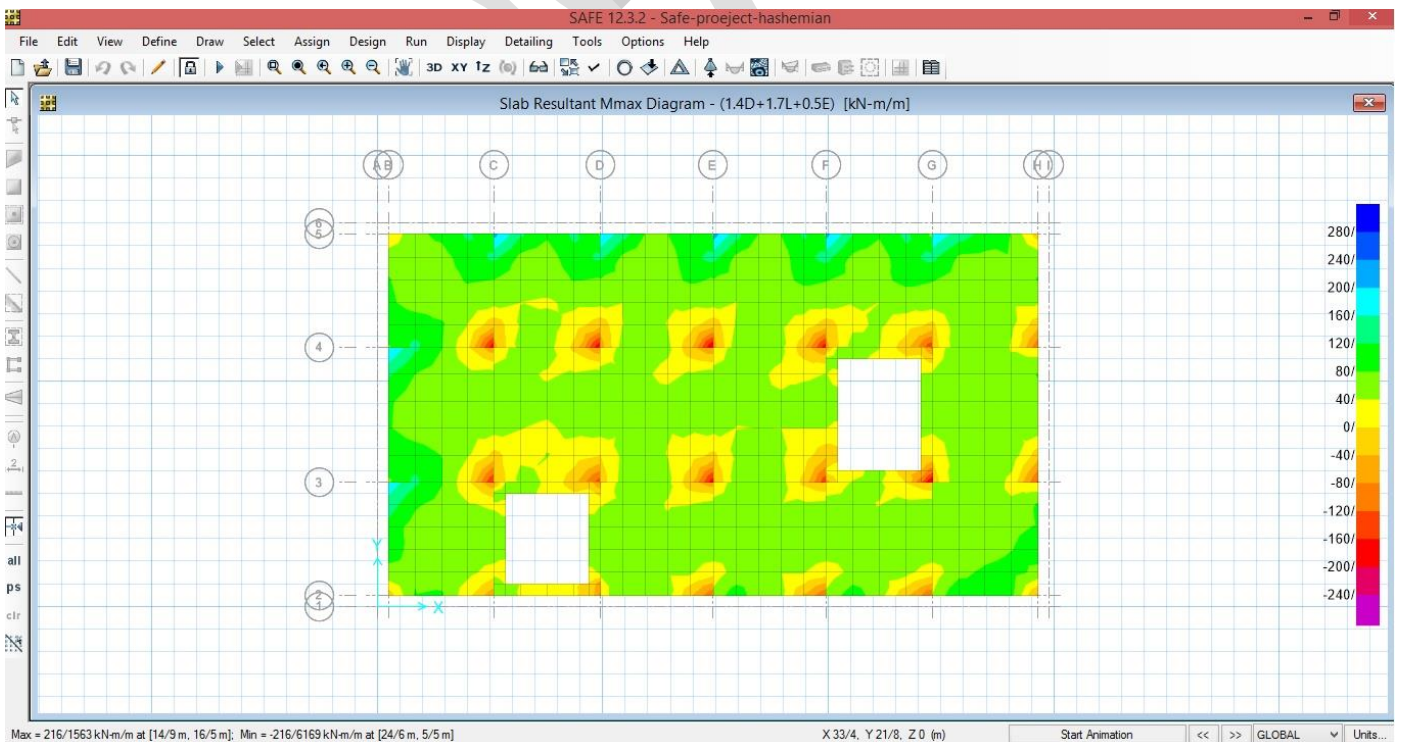 SAFE 12.3.2 - Safe-proeject-hashemian
File Edit View Define Draw Select Assign Design Run Display Detailing Tools Options Help
3D XY
Slab Resultant Mmax Diagram - (1.4D+1.7L+0.5E) [kN-m/m]
A B C D E F G H I
6
5
4
3
2
1
Y
X
280/
240/
200/
160/
120/
80/
40/
0/
-40/
-80/
-120/
-160/
-200/
-240/
all
ps
clr
Max = 216/1563 kN-m/m at [14/9 m, 16/5 m]; Min = -216/6169 kN-m/m at [24/6 m, 5/5 m]
X 33/4, Y 21/8, Z 0 (m)
Start Animation << >> GLOBAL Units...